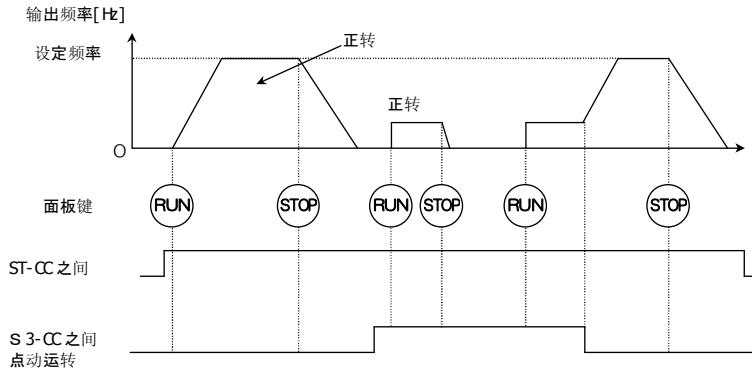 输出频率[Hz]
设定频率
正转
正转
O
面板键
RUN
STOP
RUN
STOP
RUN
STOP
ST-CC之间
S3-CC之间
点动运转